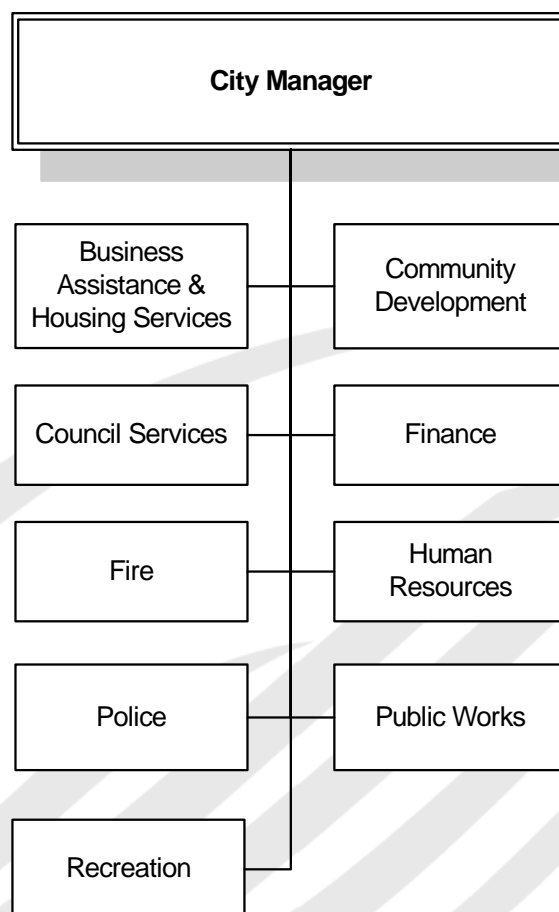 City Manager
Business
Assistance &
Housing Services
Community
Development
Council Services
Finance
Fire
Human
Resources
Police
Public Works
Recreation